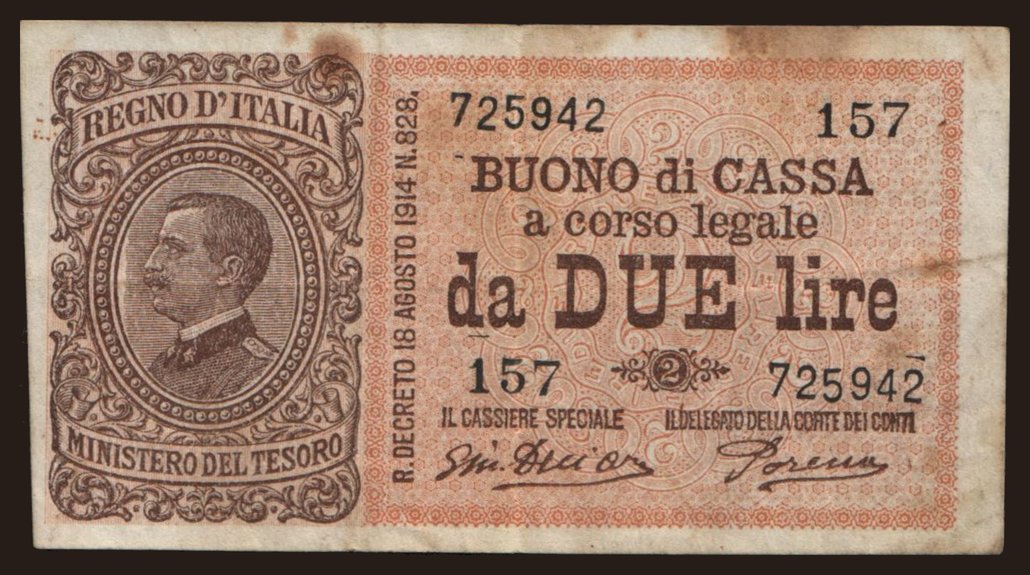 REGNO D'ITALIA
MINISTERO DEL TESORO
R. DECRETO 18 AGOSTO 1914 N. 828.
725942 157
BUONO di CASSA
a corso legale
da DUE lire
157 2 725942
IL CASSIERE SPECIALE IL DELEGATO DELLA CORTE DEI CONTI
Porena